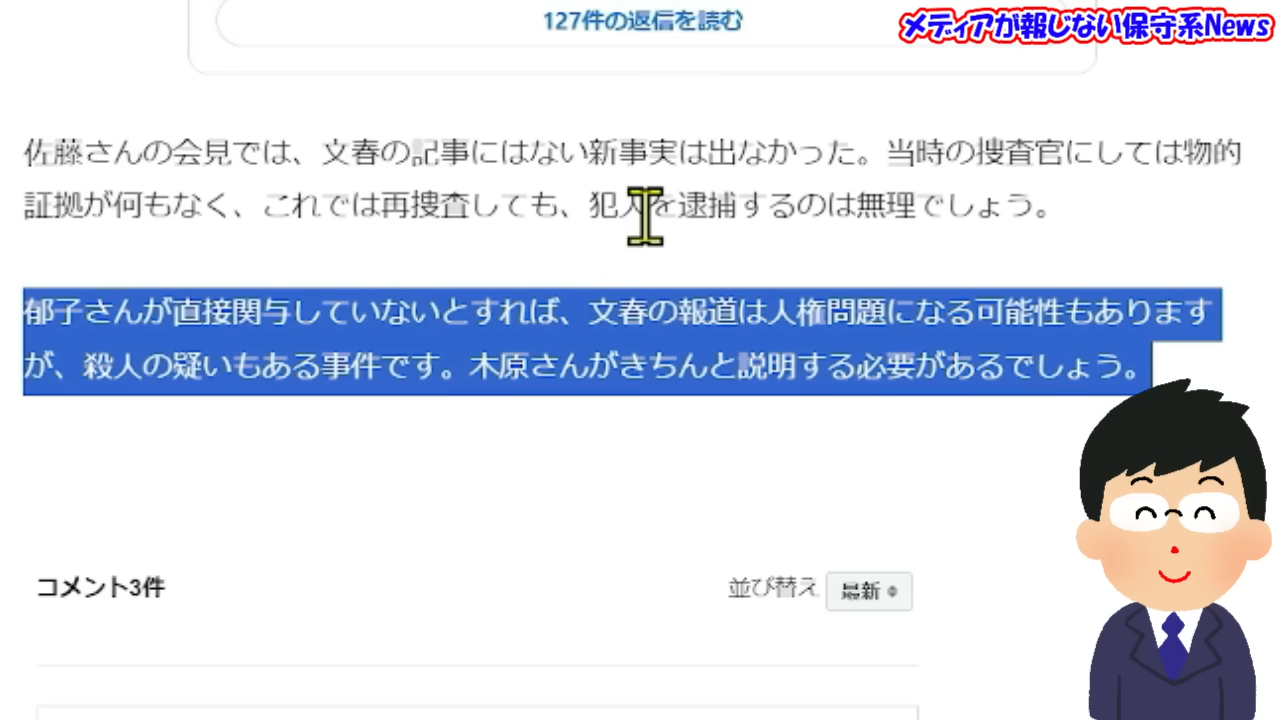 127件の返信を読む
メディアが報じない保守系News
佐藤さんの会見では、文春の記事にはない新事実は出なかった。当時の捜査官にしては物的
証拠が何もなく、これでは再捜査しても、犯人を逮捕するのは無理でしょう。
郁子さんが直接関与していないとすれば、文春の報道は人権問題になる可能性もあります
が、殺人の疑いもある事件です。木原さんがきちんと説明する必要があるでしょう。
コメント3件
並び替え 最新